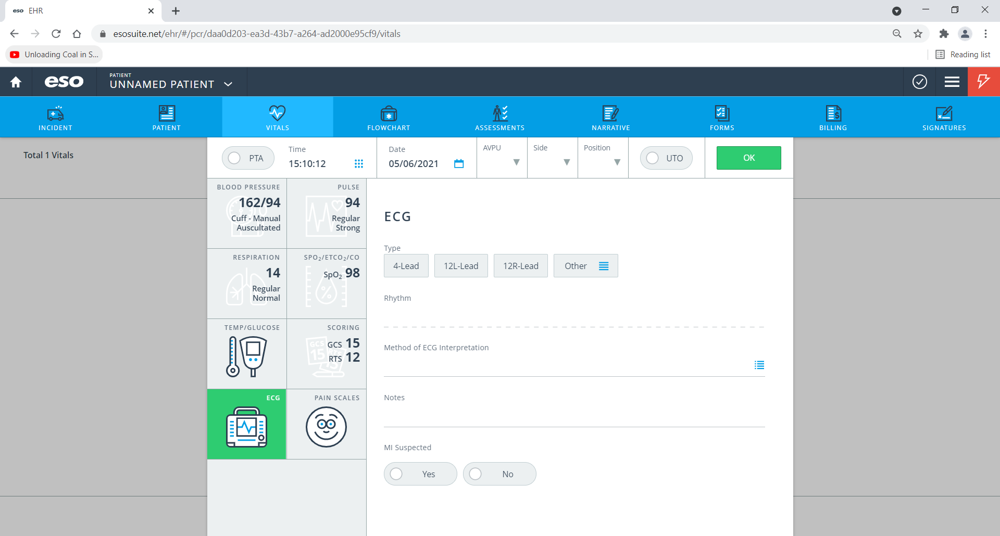 eso EHR
esosuite.net/ehr/#/pcr/daa0d203-ea3d-43b7-a264-ad2000e95cf9/vitals
Unloading Coal in S...
Reading list
eso
PATIENT
UNNAMED PATIENT
INCIDENT
PATIENT
VITALS
FLOWCHART
ASSESSMENTS
NARRATIVE
FORMS
BILLING
SIGNATURES
Total 1 Vitals
PTA
Time
15:10:12
Date
05/06/2021
AVPU
Side
Position
UTO
OK
BLOOD PRESSURE
162/94
Cuff - Manual
Auscultated
PULSE
94
Regular
Strong
RESPIRATION
14
Regular
Normal
SPO₂/ETCO₂/CO
SpO₂ 98
TEMP/GLUCOSE
SCORING
GCS 15
RTS 12
GCS
15
RTS
ECG
PAIN SCALES
ECG
Type
4-Lead
12L-Lead
12R-Lead
Other
Rhythm
Method of ECG Interpretation
Notes
MI Suspected
Yes
No